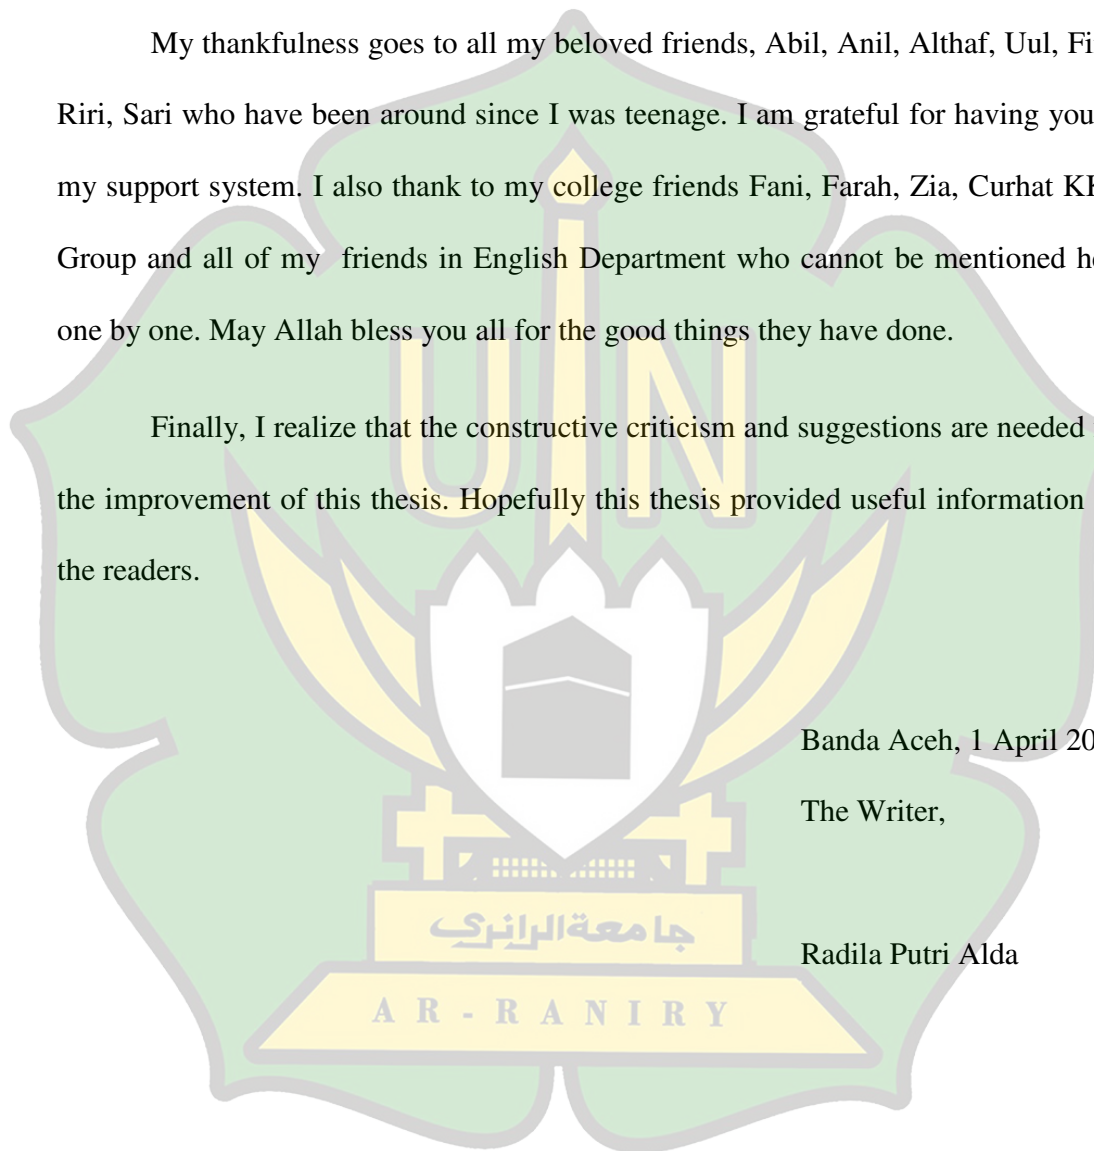 My thankfulness goes to all my beloved friends, Abil, Anil, Althaf, Uul,
Riri, Sari who have been around since I was teenage. I am grateful for having you
my support system. I also thank to my college friends Fani, Farah, Zia, Curhat
Group and all of my friends in English Department who cannot be mentioned
one by one. May Allah bless you all for the good things they have done.
Finally, I realize that the constructive criticism and suggestions are needed
the improvement of this thesis. Hopefully this thesis provided useful information
the readers.
UIN
Banda Aceh, 1 April
The Writer,
جامعة الرانري
Radila Putri Alda
AR-RANIRY